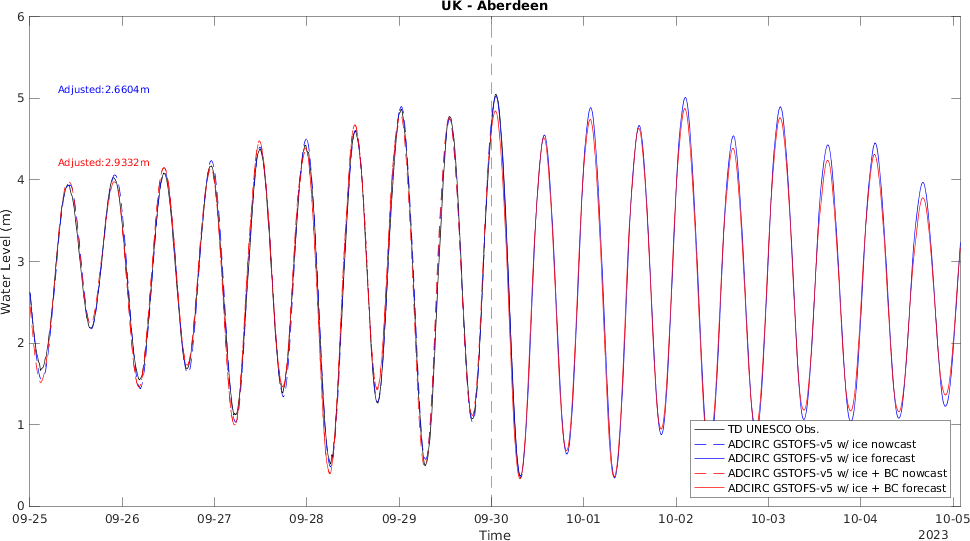 UK - Aberdeen
6
5
4
3
2
1
0
Water Level (m)
Adjusted:2.6604m
Adjusted:2.9332m
TD UNESCO Obs.
ADCIRC GSTOFS-v5 w/ ice nowcast
ADCIRC GSTOFS-v5 w/ ice forecast
ADCIRC GSTOFS-v5 w/ ice + BC nowcast
ADCIRC GSTOFS-v5 w/ ice + BC forecast
09-25 09-26 09-27 09-28 09-29 09-30 10-01 10-02 10-03 10-04 10-05
Time
2023